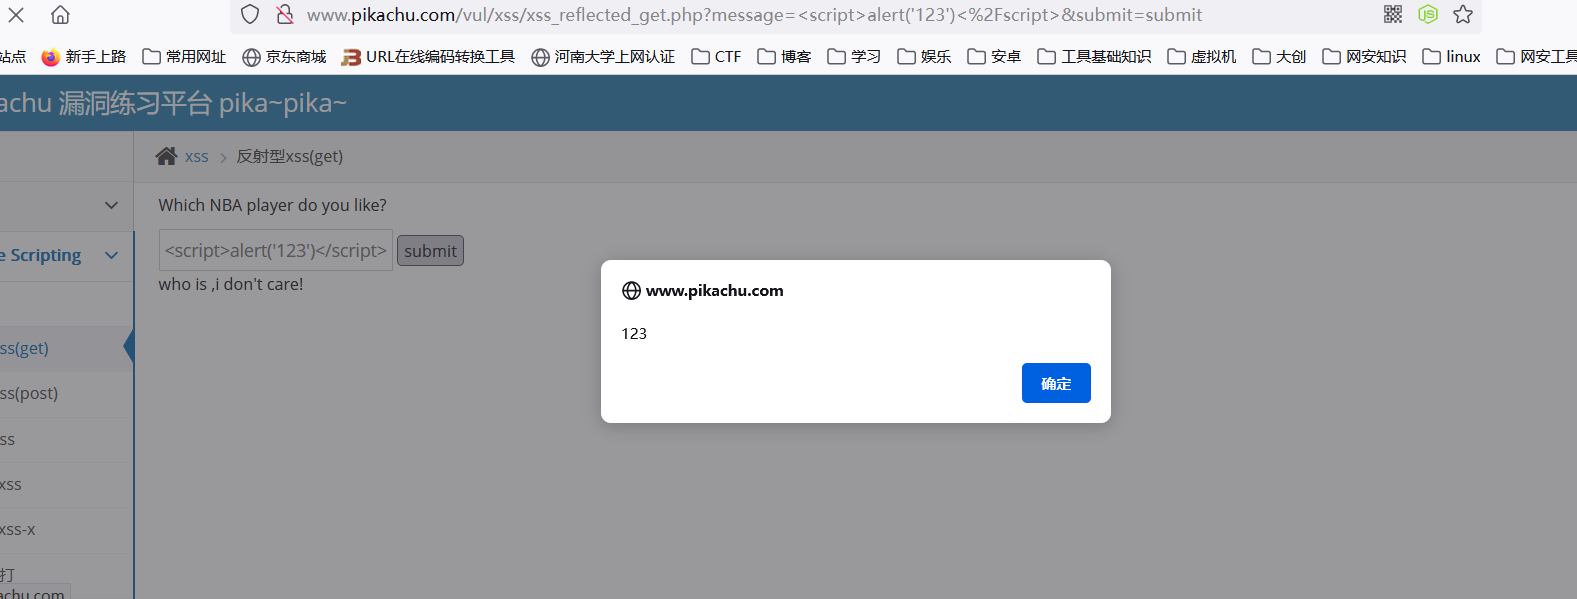 www.pikachu.com/vul/xss/xss_reflected_get.php?message=<script>alert('123')<%2Fscript>&submit=submit
站点 新手上路 常用网址 京东商城 URL在线编码转换工具 河南大学上网认证 CTF 博客 学习 娱乐 安卓 工具基础知识 虚拟机 大创 网安知识 linux 网安工具
achu 漏洞练习平台 pika~pika~
xss > 反射型xss(get)
Which NBA player do you like?
<script>alert('123')</script> submit
who is ,i don't care!
e Scripting
ss(get)
ss(post)
ss
xss
xss-x
打
achu.com
www.pikachu.com
123
确定